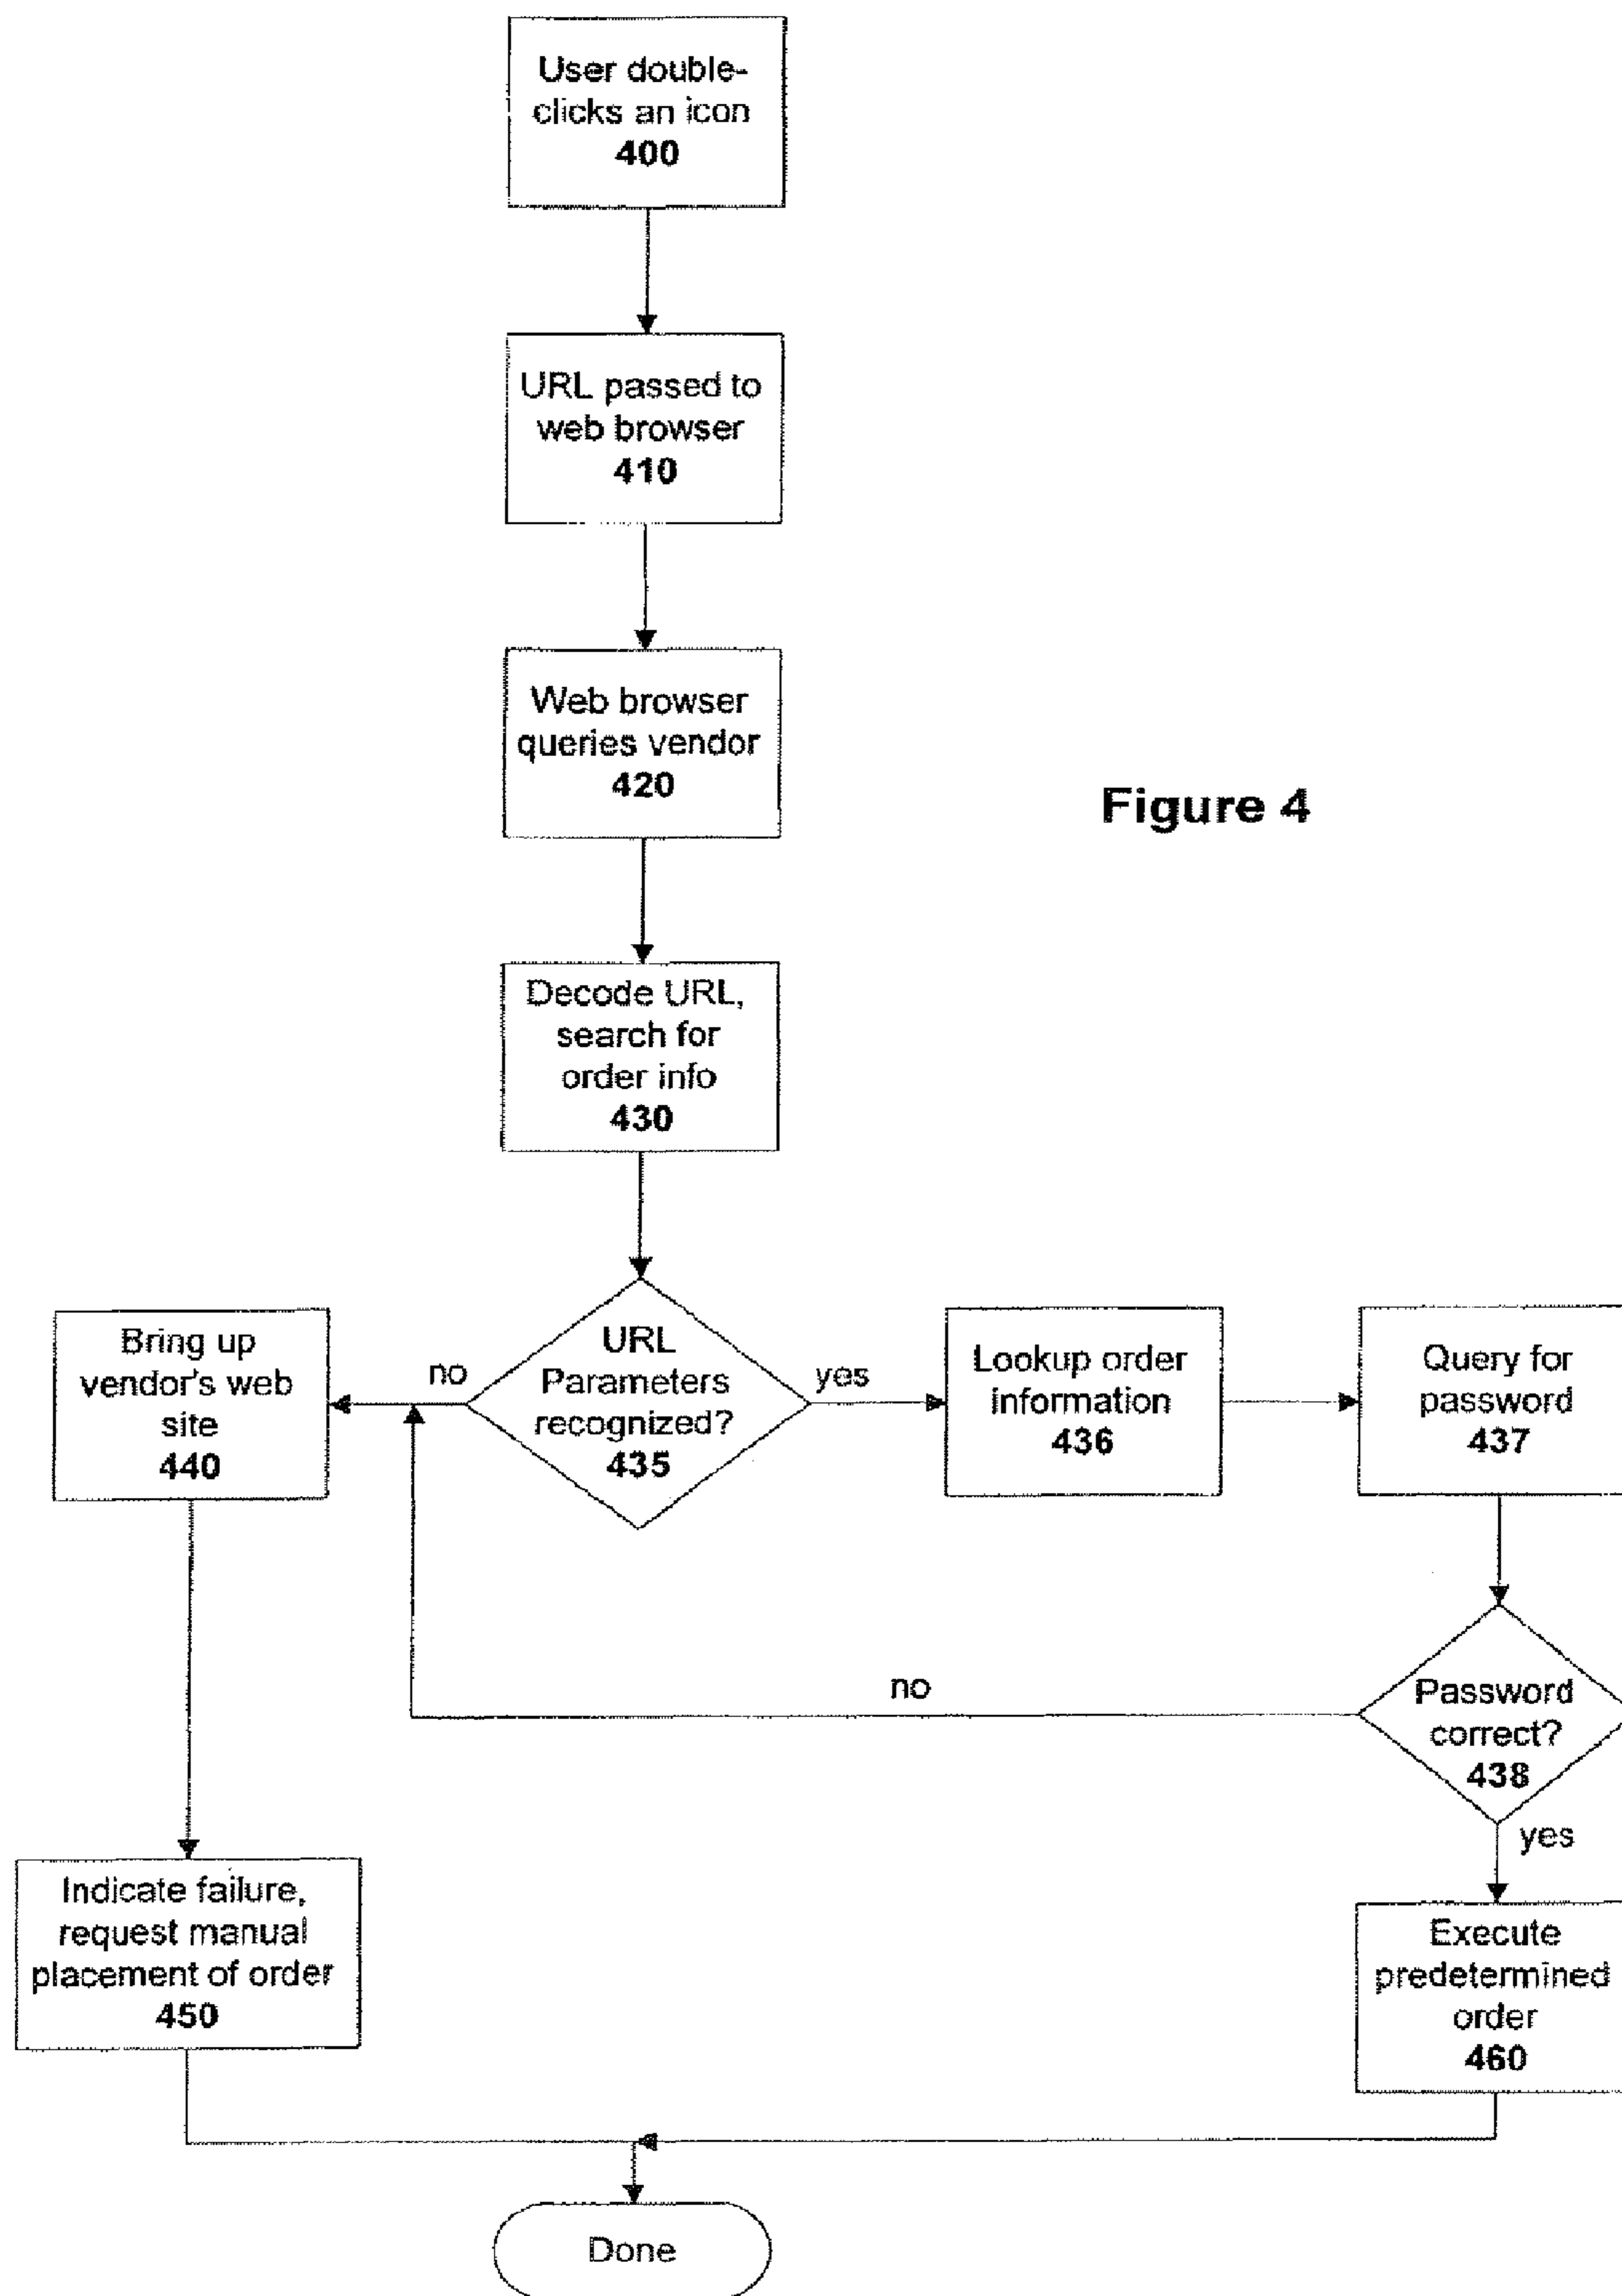 User double-
clicks an icon
400
URL passed to
web browser
410
Web browser
queries vendor
420
Figure 4
Decode URL,
search for
order info
430
Bring up
vendor's web
site
440
no
URL
Parameters
recognized?
435
yes
Lookup order
information
436
Query for
password
437
no
Password
correct?
438
yes
Indicate failure,
request manual
placement of order
450
Execute
predetermined
order
460
Done